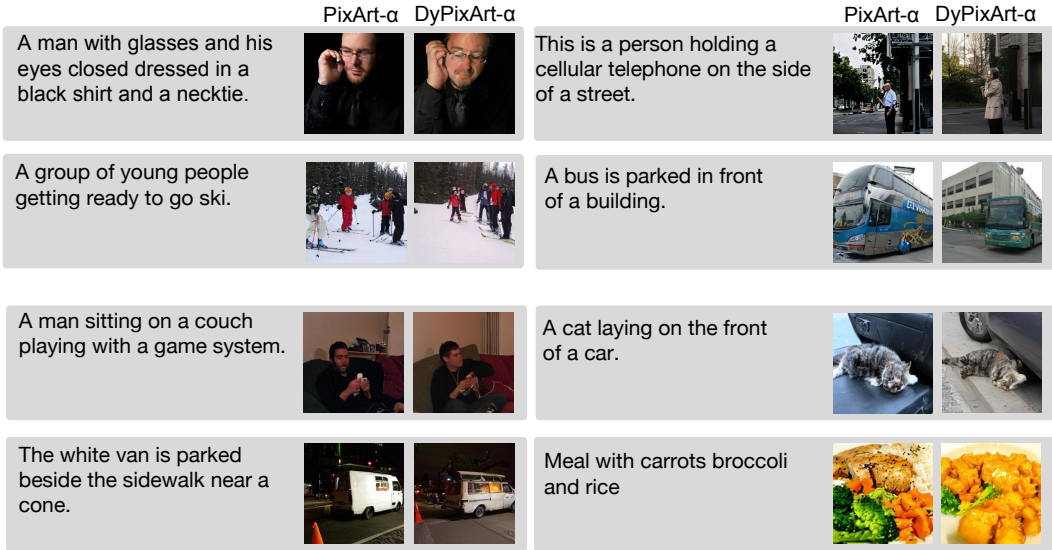 PixArt-α DyPixArt-α
A man with glasses and his
eyes closed dressed in a
black shirt and a necktie.
A group of young people
getting ready to go ski.
A man sitting on a couch
playing with a game system.
The white van is parked
beside the sidewalk near a
cone.
PixArt-α DyPixArt-α
This is a person holding a
cellular telephone on the side
of a street.
A bus is parked in front
of a building.
A cat laying on the front
of a car.
Meal with carrots broccoli
and rice